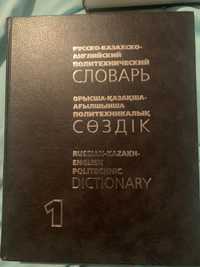 РУССКО-КАЗАХСКО-
АНГЛИЙСКИЙ
ПОЛИТЕХНИЧЕСКИЙ
СЛОВАРЬ
ОРЫСША-ҚАЗАҚША-
АҒЫЛШЫНША
ПОЛИТЕХНИКАЛЫҚ
СӨЗДІК
RUSSIAN-KAZAKH-
ENGLISH
POLITECHNIC
DICTIONARY
1